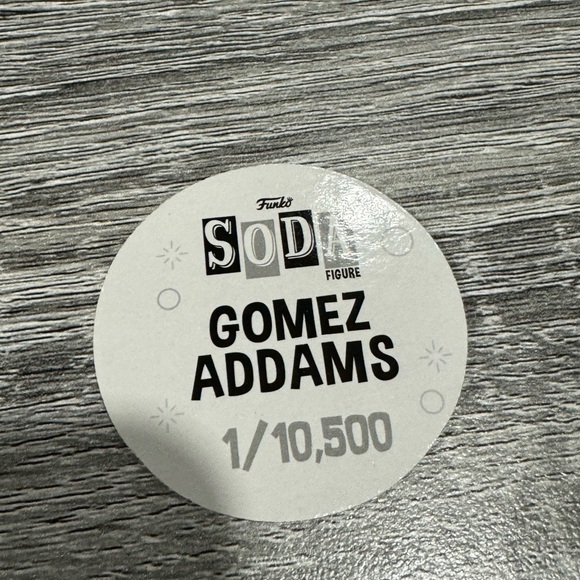 Funko
SODA
FIGURE
GOMEZ
ADDAMS
1/10,500